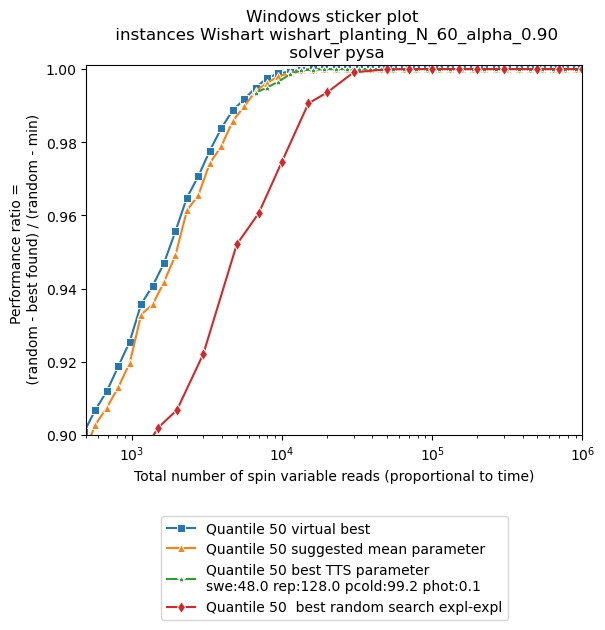 Windows sticker plot
instances Wishart wishart_planting_N_60_alpha_0.90
solver pysa
Performance ratio =
(random - best found) / (random - min)
1.00
0.98
0.96
0.94
0.92
0.90
10³
10⁴
10⁵
10⁶
Total number of spin variable reads (proportional to time)
Quantile 50 virtual best
Quantile 50 suggested mean parameter
Quantile 50 best TTS parameter
swe:48.0 rep:128.0 pcold:99.2 phot:0.1
Quantile 50  best random search expl-expl